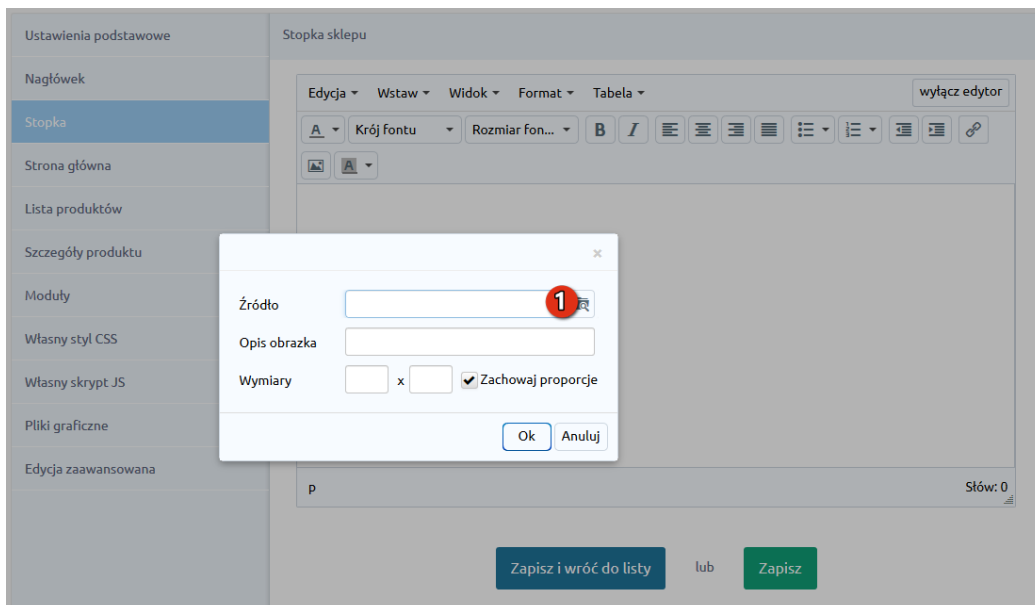 Ustawienia podstawowe
Nagłówek
Stopka
Strona główna
Lista produktów
Szczegóły produktu
Moduły
Własny styl CSS
Własny skrypt JS
Pliki graficzne
Edycja zaawansowana
Stopka sklepu
Edycja Wstaw Widok Format Tabela wyłącz edytor
A Krój fontu Rozmiar fon... B I
A
×
Źródło 1
Opis obrazka
Wymiary x Zachowaj proporcje
Ok Anuluj
p Słów: 0
Zapisz i wróć do listy lub Zapisz